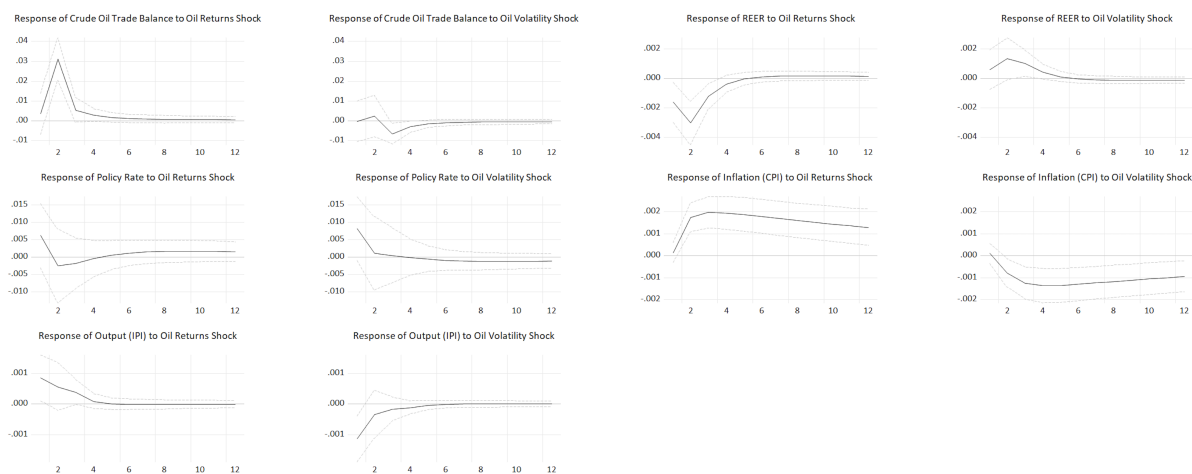 Response of Crude Oil Trade Balance to Oil Returns Shock
.04
.03
.02
.01
.00
-.01
2 4 6 8 10 12
Response of Crude Oil Trade Balance to Oil Volatility Shock
.04
.03
.02
.01
.00
-.01
2 4 6 8 10 12
Response of REER to Oil Returns Shock
.002
.000
-.002
-.004
2 4 6 8 10 12
Response of REER to Oil Volatility Shock
.002
.000
-.002
-.004
2 4 6 8 10 12
Response of Policy Rate to Oil Returns Shock
.015
.010
.005
.000
-.005
-.010
2 4 6 8 10 12
Response of Policy Rate to Oil Volatility Shock
.015
.010
.005
.000
-.005
-.010
2 4 6 8 10 12
Response of Inflation (CPI) to Oil Returns Shock
.002
.001
.000
-.001
-.002
2 4 6 8 10 12
Response of Inflation (CPI) to Oil Volatility Shock
.002
.001
.000
-.001
-.002
2 4 6 8 10 12
Response of Output (IPI) to Oil Returns Shock
.001
.000
-.001
2 4 6 8 10 12
Response of Output (IPI) to Oil Volatility Shock
.001
.000
-.001
2 4 6 8 10 12